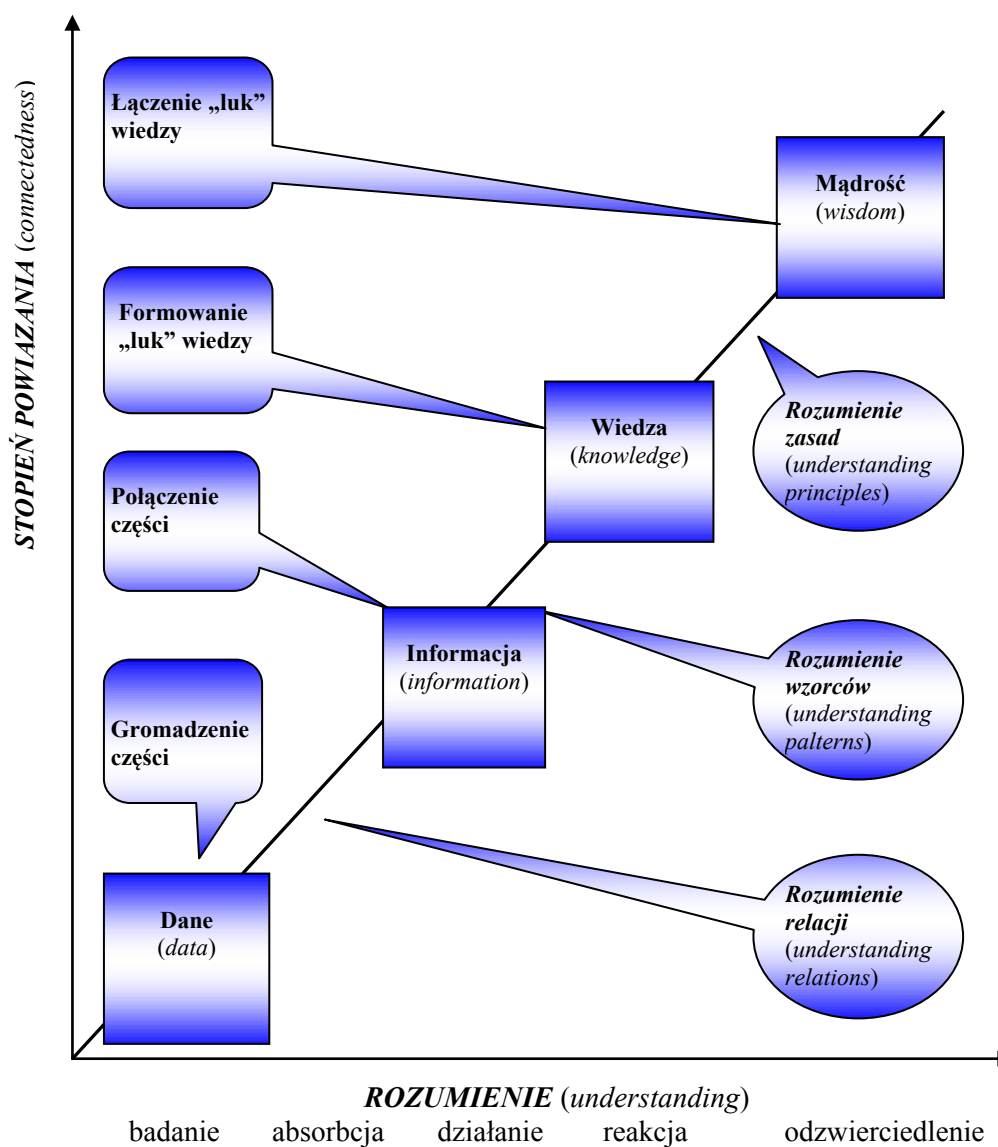 STOPIEŃ POWIAZANIA (connectedness)
Łączenie „luk”
wiedzy
Mądrość
(wisdom)
Formowanie
„luk” wiedzy
Wiedza
(knowledge)
Rozumienie
zasad
(understanding
principles)
Połączenie
części
Informacja
(information)
Rozumienie
wzorców
(understanding
palterns)
Gromadzenie
części
Dane
(data)
Rozumienie
relacji
(understanding
relations)
ROZUMIENIE (understanding)
badanie absorbcja działanie reakcja odzwierciedlenie